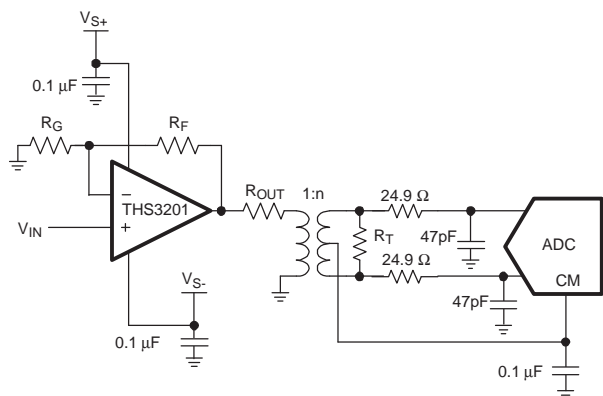 VS+
0.1 μF
RG
RF
THS3201
−
+
VIN
ROUT
1:n
24.9 Ω
RT
47pF
24.9 Ω
ADC
CM
47pF
VS-
0.1 μF
0.1 μF